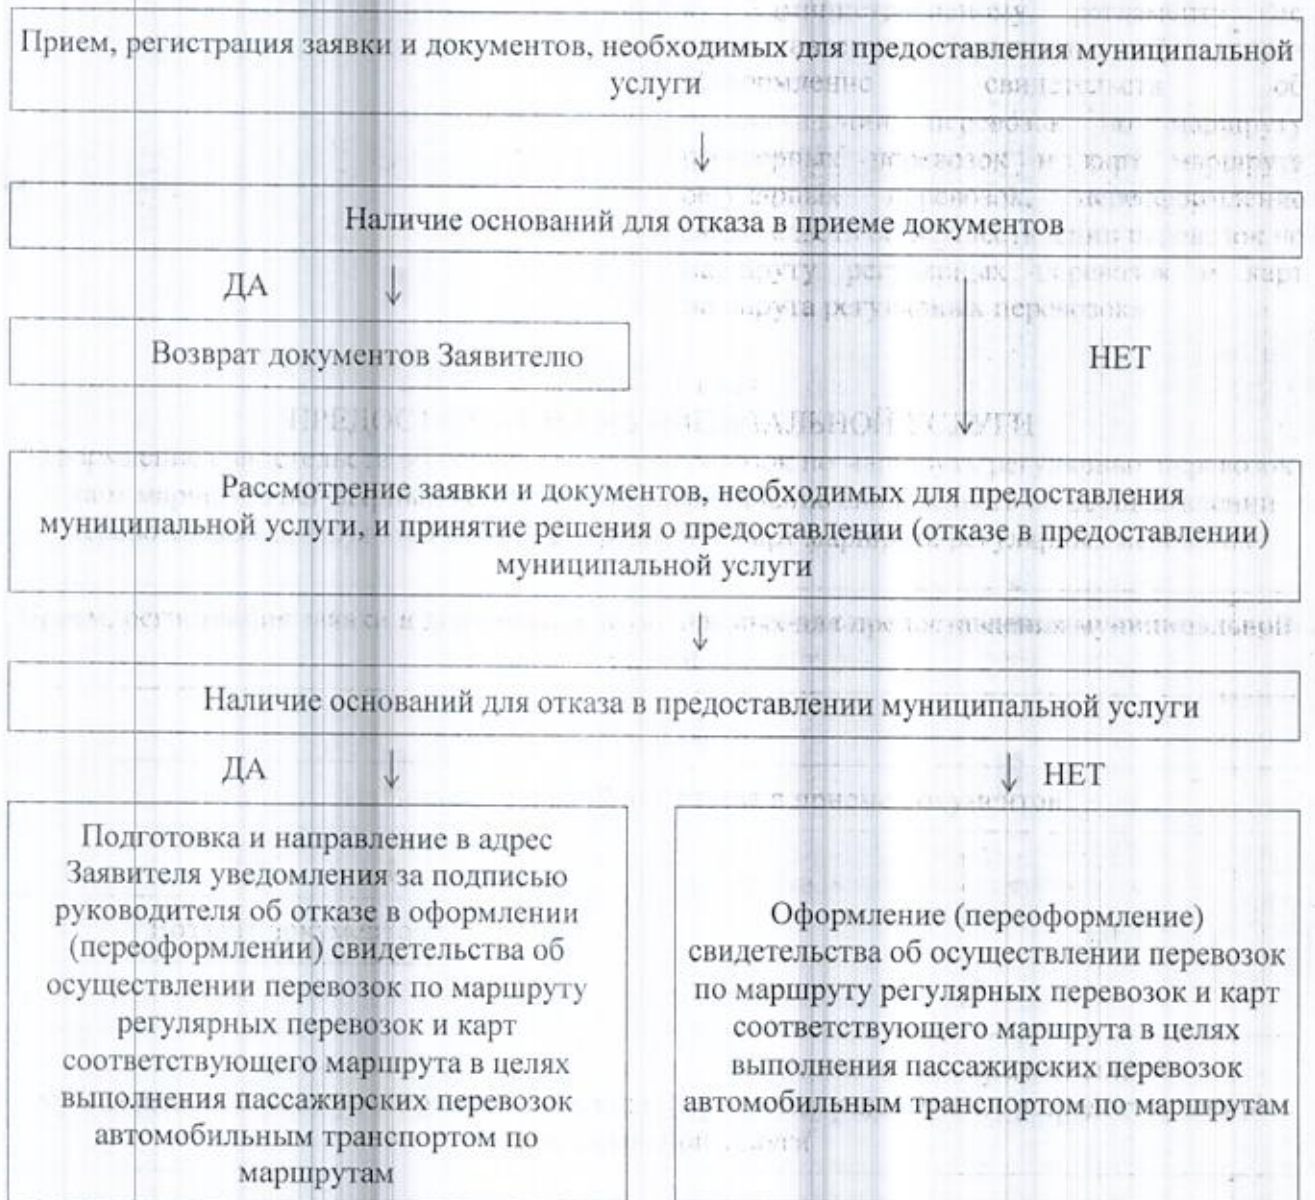 Прием, регистрация заявки и документов, необходимых для предоставления муниципальной
услуги
Наличие оснований для отказа в приеме документов
ДА
Возврат документов Заявителю
НЕТ
Рассмотрение заявки и документов, необходимых для предоставления
муниципальной услуги, и принятие решения о предоставлении (отказе в предоставлении)
муниципальной услуги
Наличие оснований для отказа в предоставлении муниципальной услуги
ДА
НЕТ
Подготовка и направление в адрес
Заявителя уведомления за подписью
руководителя об отказе в оформлении
(переоформлении) свидетельства об
осуществлении перевозок по маршруту
регулярных перевозок и карт
соответствующего маршрута в целях
выполнения пассажирских перевозок
автомобильным транспортом по
маршрутам
Оформление (переоформление)
свидетельства об осуществлении перевозок
по маршруту регулярных перевозок и карт
соответствующего маршрута в целях
выполнения пассажирских перевозок
автомобильным транспортом по маршрутам